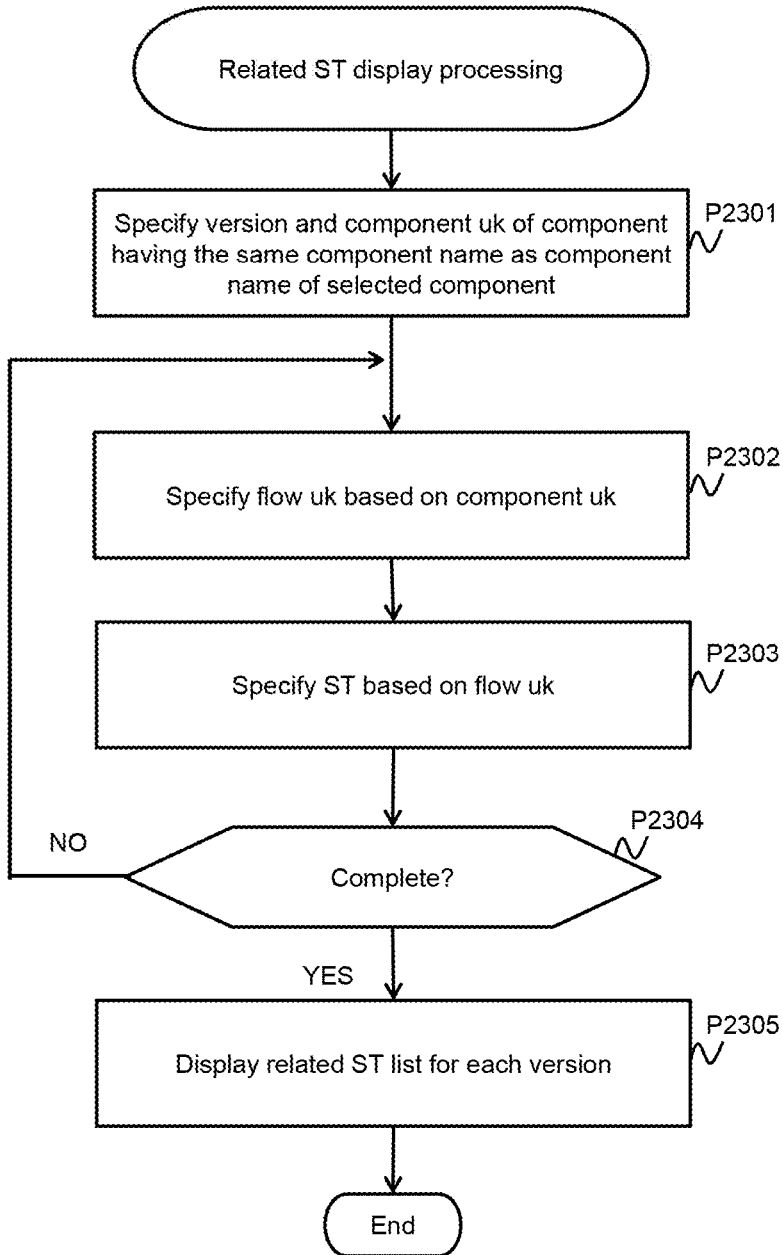 Related ST display processing
P2301
Specify version and component uk of component
having the same component name as component
name of selected component
P2302
Specify flow uk based on component uk
P2303
Specify ST based on flow uk
P2304
NO
Complete?
YES
P2305
Display related ST list for each version
End